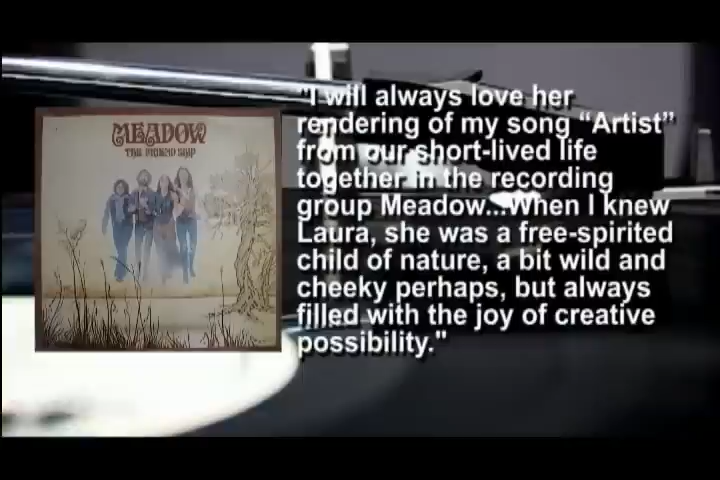 MEADOW
THE FRIEND SHIP
"I will always love her
rendering of my song “Artist”
from our short-lived life
together in the recording
group Meadow...When I knew
Laura, she was a free-spirited
child of nature, a bit wild and
cheeky perhaps, but always
filled with the joy of creative
possibility."